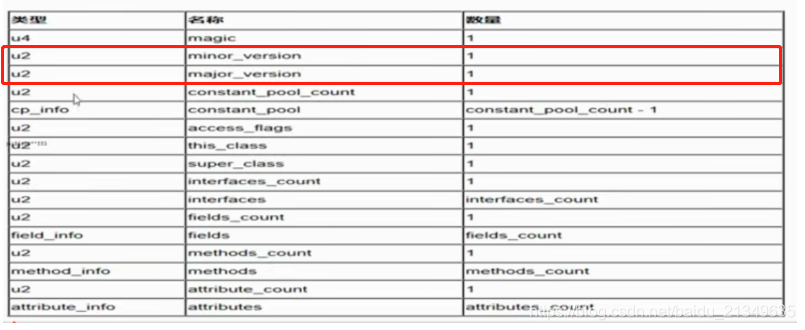 类型 名称 数量
u4 magic 1
u2 minor_version 1
u2 major_version 1
u2 constant_pool_count 1
cp_info constant_pool constant_pool_count - 1
u2 access_flags 1
u2 this_class 1
u2 super_class 1
u2 interfaces_count 1
u2 interfaces interfaces_count
u2 fields_count 1
field_info fields fields_count
u2 methods_count 1
method_info methods methods_count
u2 attribute_count 1
attribute_info attributes attributes_count
https://blog.csdn.net/baidu_21349635